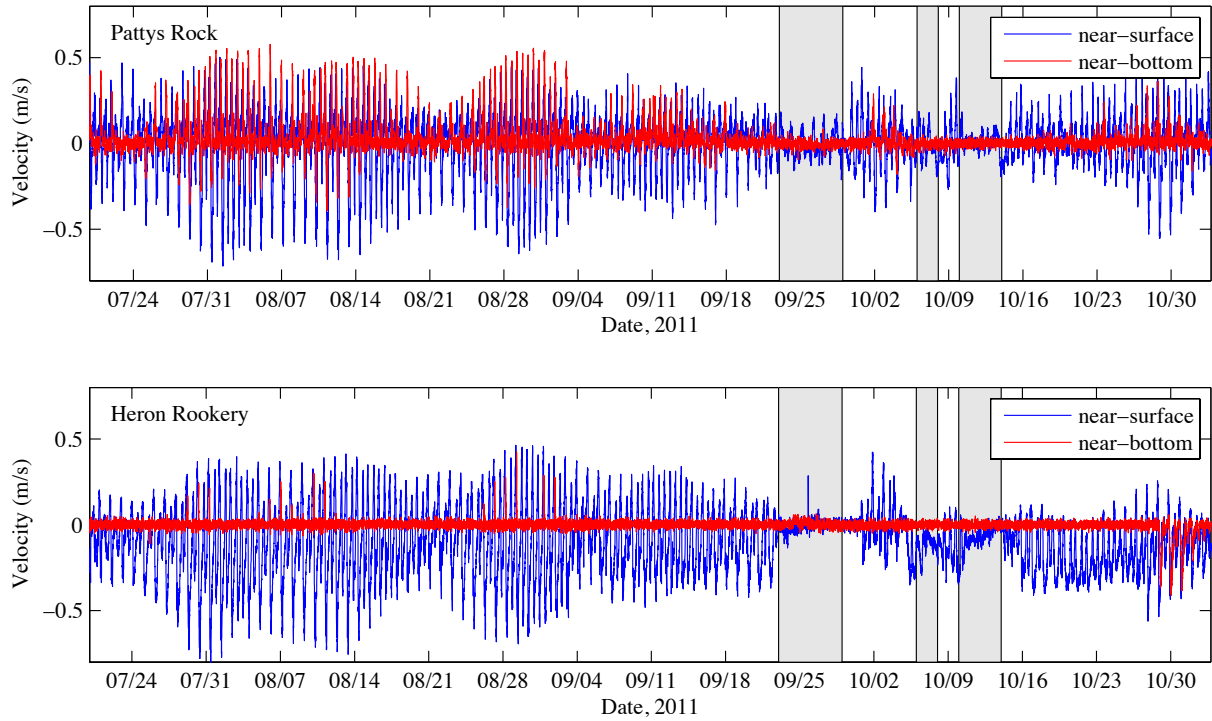 Pattys Rock
near−surface
near−bottom
Velocity (m/s)
0.5
0
−0.5
07/24 07/31 08/07 08/14 08/21 08/28 09/04 09/11 09/18 09/25 10/02 10/09 10/16 10/23 10/30
Date, 2011
Heron Rookery
near−surface
near−bottom
Velocity (m/s)
0.5
0
−0.5
07/24 07/31 08/07 08/14 08/21 08/28 09/04 09/11 09/18 09/25 10/02 10/09 10/16 10/23 10/30
Date, 2011